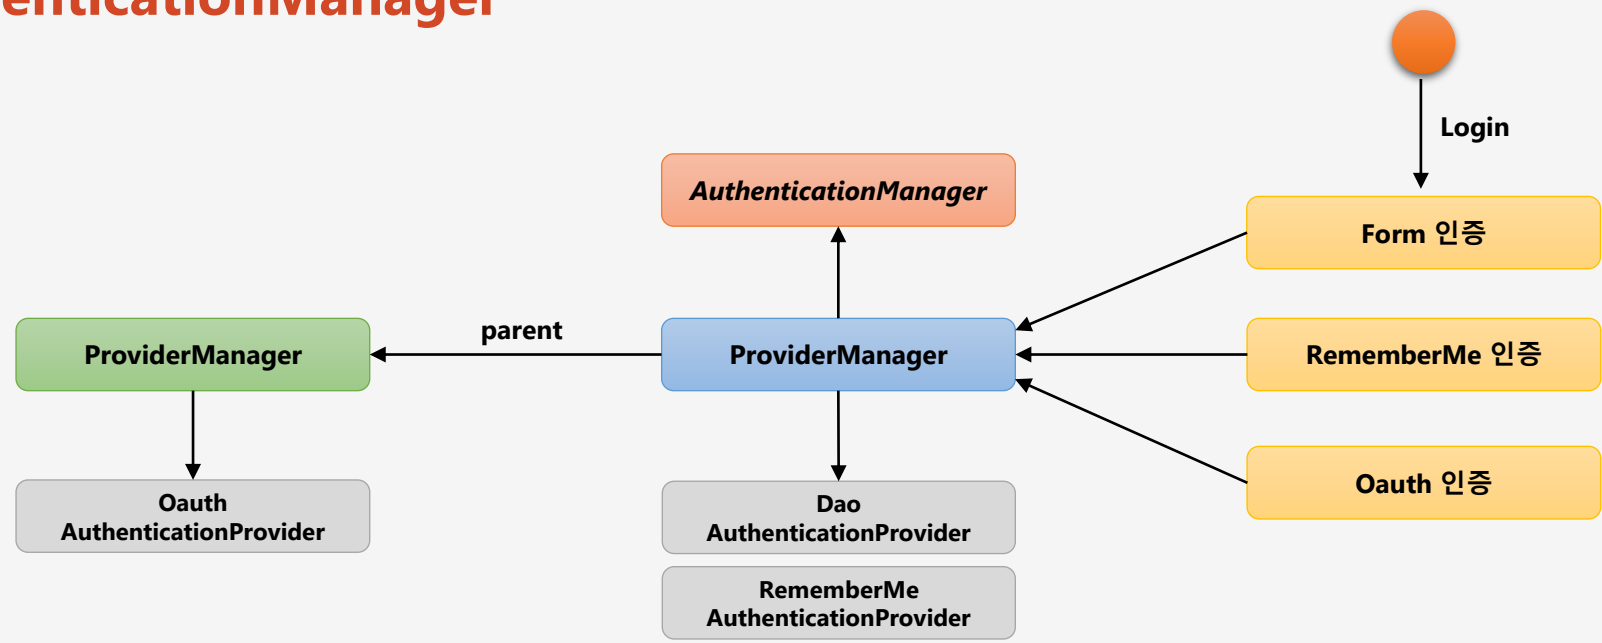 enticationManager
Login
AuthenticationManager
Form 인증
parent
ProviderManager
ProviderManager
RememberMe 인증
Oauth 인증
Oauth
AuthenticationProvider
Dao
AuthenticationProvider
RememberMe
AuthenticationProvider